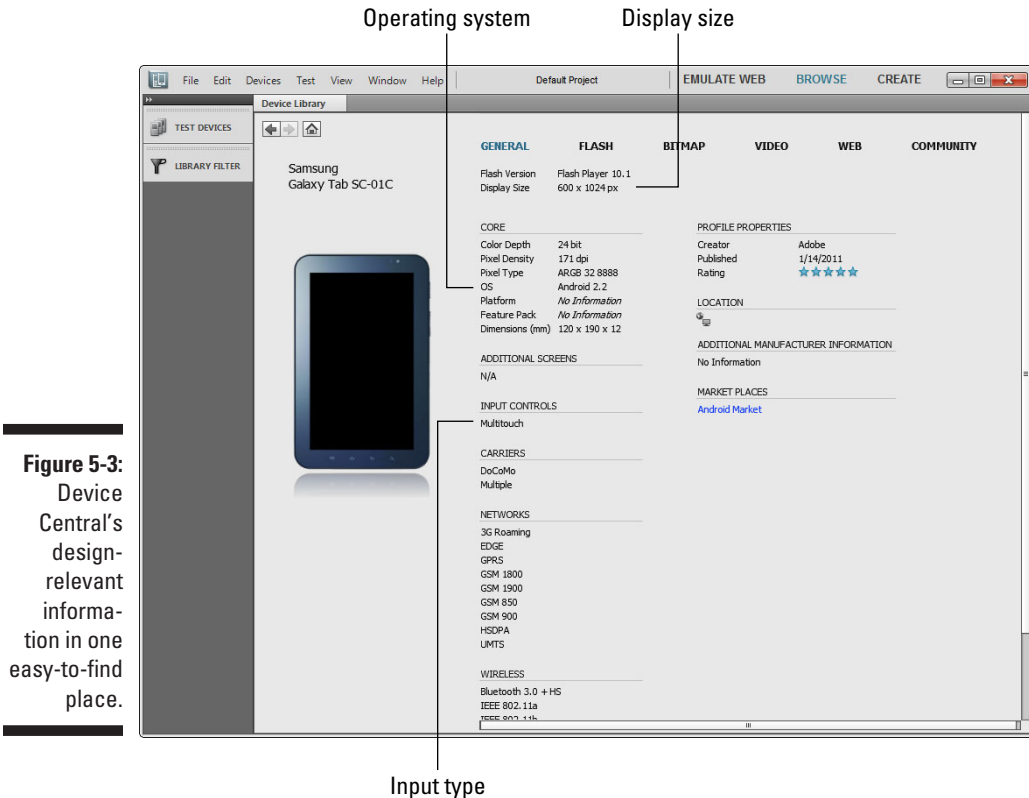 Operating system
Display size
File Edit Devices Test View Window Help Default Project EMULATE WEB BROWSE CREATE
Device Library
TEST DEVICES
LIBRARY FILTER
Samsung
Galaxy Tab SC-01C
GENERAL FLASH BITMAP VIDEO WEB COMMUNITY
Flash Version Flash Player 10.1
Display Size 600 x 1024 px
CORE
Color Depth 24 bit
Pixel Density 171 dpi
Pixel Type ARGB 32 8888
OS Android 2.2
Platform No Information
Feature Pack No Information
Dimensions (mm) 120 x 190 x 12
ADDITIONAL SCREENS
N/A
INPUT CONTROLS
Multitouch
CARRIERS
DoCoMo
Multiple
NETWORKS
3G Roaming
EDGE
GPRS
GSM 1800
GSM 1900
GSM 850
GSM 900
HSDPA
UMTS
WIRELESS
Bluetooth 3.0 + HS
IEEE 802.11a
IEEE 802.11b
PROFILE PROPERTIES
Creator Adobe
Published 1/14/2011
Rating
LOCATION
ADDITIONAL MANUFACTURER INFORMATION
No Information
MARKET PLACES
Android Market
Input type
Figure 5-3:
Device
Central's
design-
relevant
informa-
tion in one
easy-to-find
place.